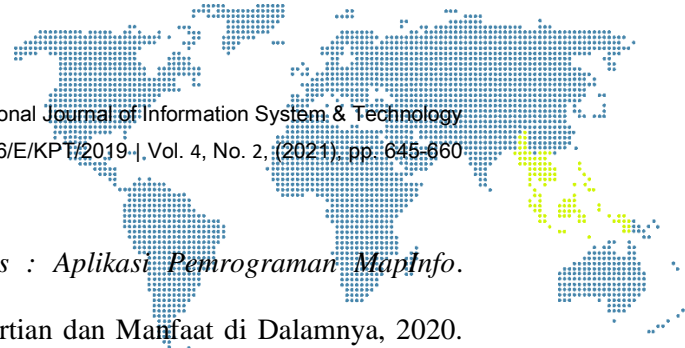 onal Journal of Information System & Technology
6/E/KPT/2019 | Vol. 4, No. 2, (2021), pp. 645-660
s : Aplikasi Pemrograman MapInfo.
rtian dan Manfaat di Dalamnya, 2020.